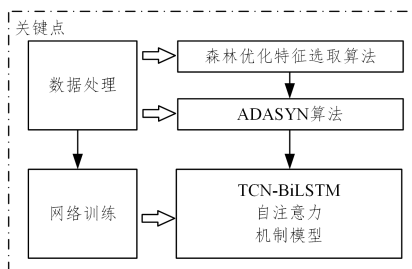 关键点
数据处理
森林优化特征选取算法
ADASYN算法
网络训练
TCN-BiLSTM
自注意力
机制模型